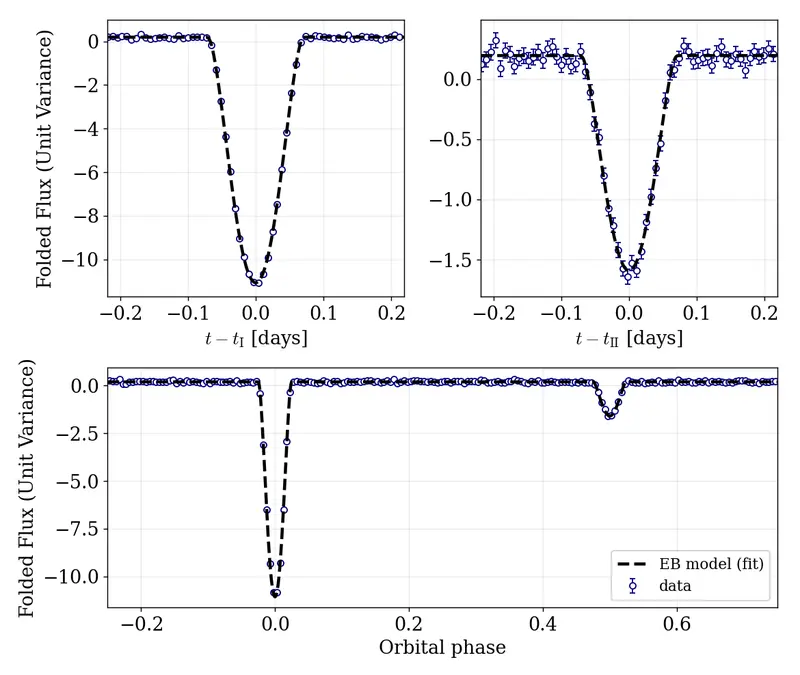 Folded Flux (Unit Variance)
0
−2
−4
−6
−8
−10
−0.2 −0.1 0.0 0.1 0.2
t − tI [days]
0.0
−0.5
−1.0
−1.5
−0.2 −0.1 0.0 0.1 0.2
t − tII [days]
Folded Flux (Unit Variance)
0.0
−2.5
−5.0
−7.5
−10.0
−0.2 0.0 0.2 0.4 0.6
Orbital phase
EB model (fit)
data